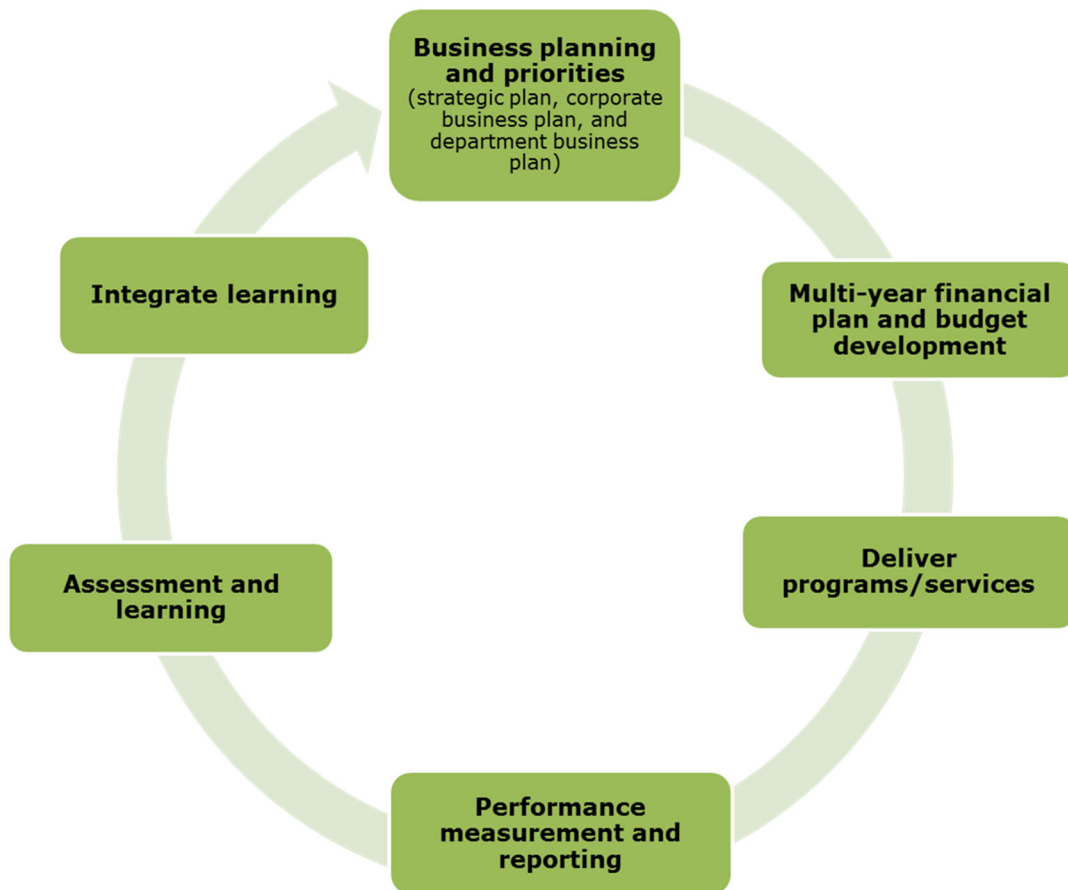 Business planning
and priorities
(strategic plan, corporate
business plan, and
department business
plan)
Multi-year financial
plan and budget
development
Deliver
programs/services
Performance
measurement and
reporting
Assessment and
learning
Integrate learning